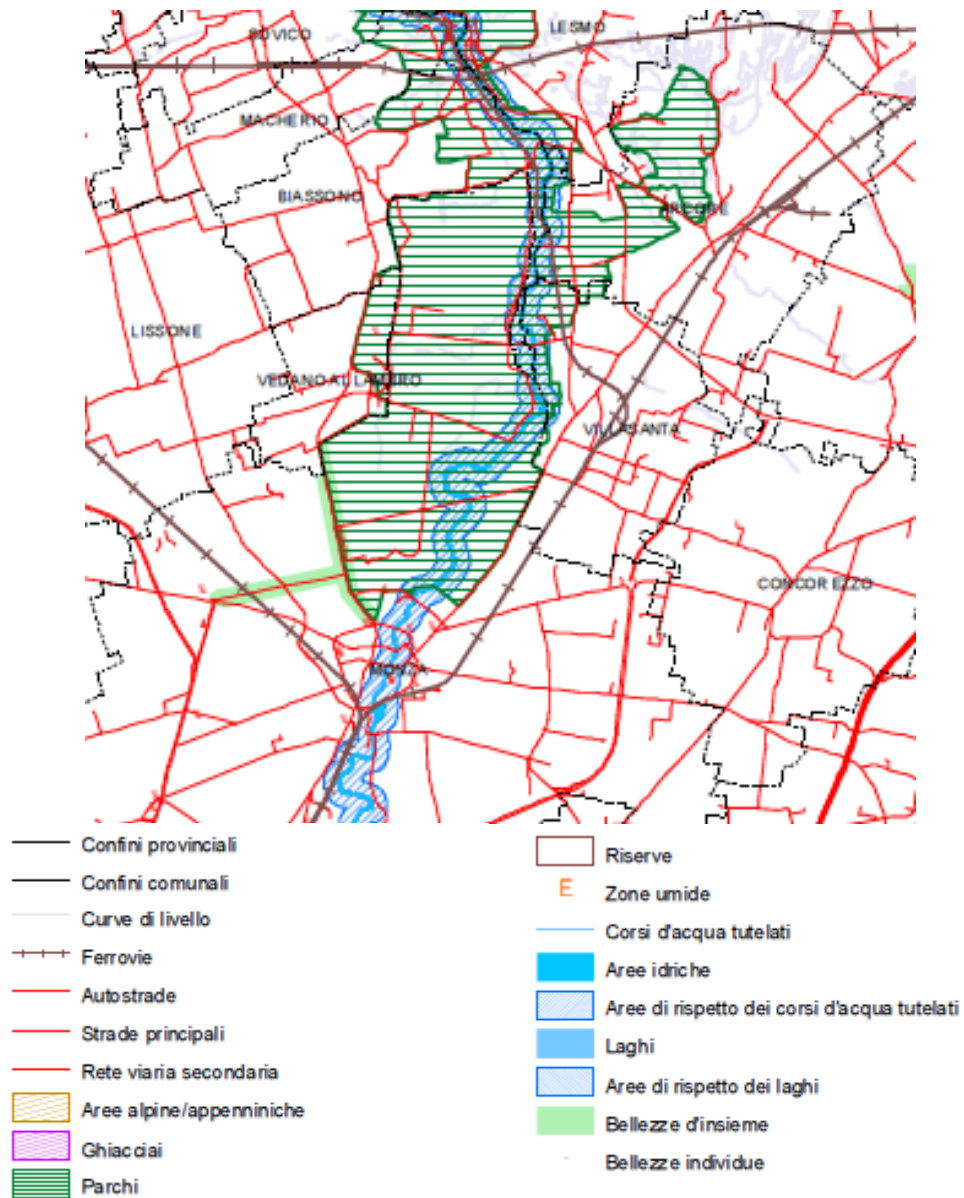 SOVICO
LESMO
MACHERIO
BIASSONO
ARCORE
LISSONE
VEDANO AL LAMBRO
VILLASANTA
CONCOREZZO
MONZA
Confini provinciali
Confini comunali
Curve di livello
Ferrovie
Autostrade
Strade principali
Rete viaria secondaria
Aree alpine/appenniniche
Ghiacciai
Parchi
Riserve
E Zone umide
Corsi d'acqua tutelati
Aree idriche
Aree di rispetto dei corsi d'acqua tutelati
Laghi
Aree di rispetto dei laghi
Bellezze d'insieme
Bellezze individue